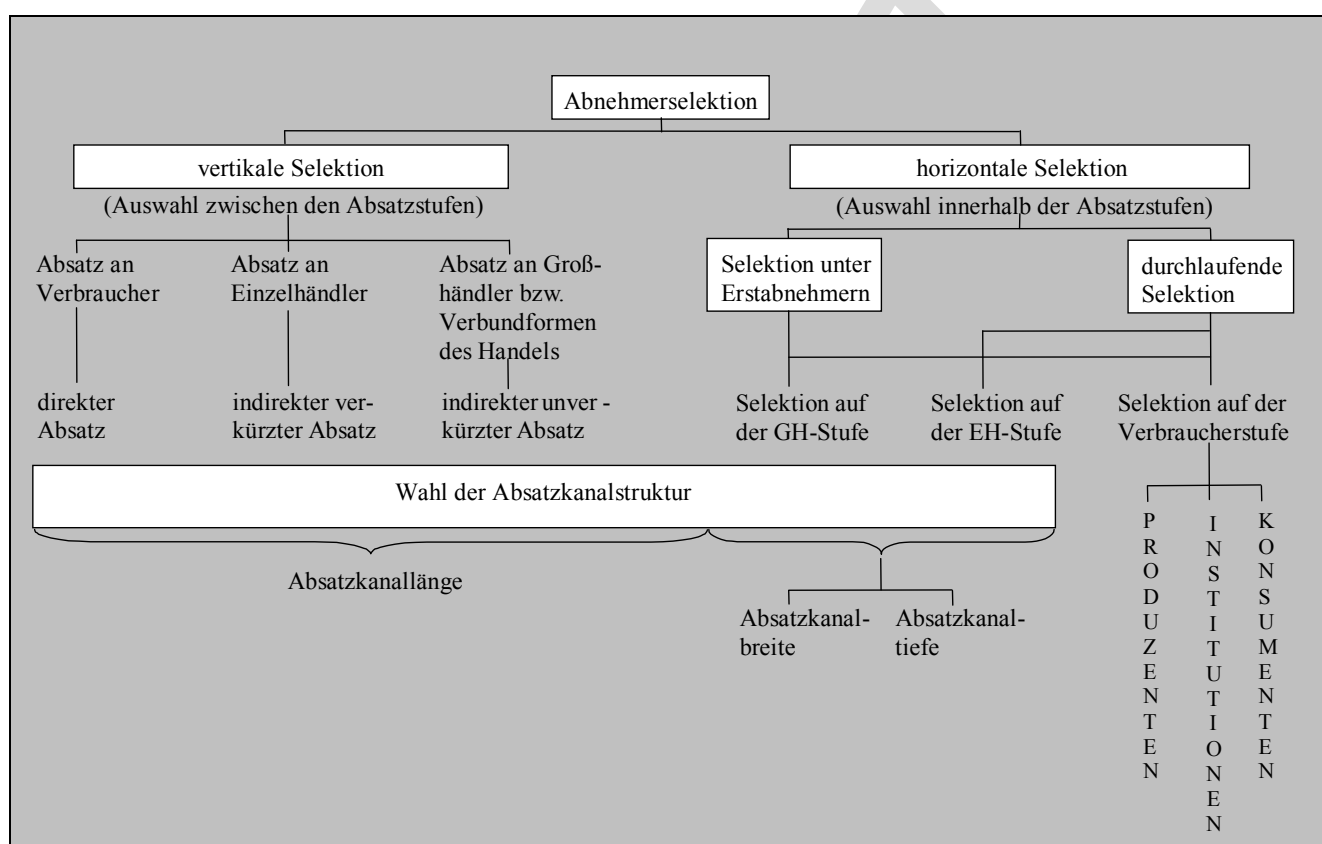 Abnehmerselektion
vertikale Selektion
(Auswahl zwischen den Absatzstufen)
horizontale Selektion
(Auswahl innerhalb der Absatzstufen)
Absatz an
Verbraucher
Absatz an
Einzelhändler
Absatz an Groß-
händler bzw.
Verbundformen
des Handels
Selektion unter
Erstabnehmern
durchlaufende
Selektion
direkter
Absatz
indirekter ver-
kürzter Absatz
indirekter unver -
kürzter Absatz
Selektion auf
der GH-Stufe
Selektion auf
der EH-Stufe
Selektion auf der
Verbraucherstufe
Wahl der Absatzkanalstruktur
Absatzkanallänge
Absatzkanal-
breite
Absatzkanal-
tiefe
PRODUZENTEN
INSTITUTIONEN
KONSUMENTEN